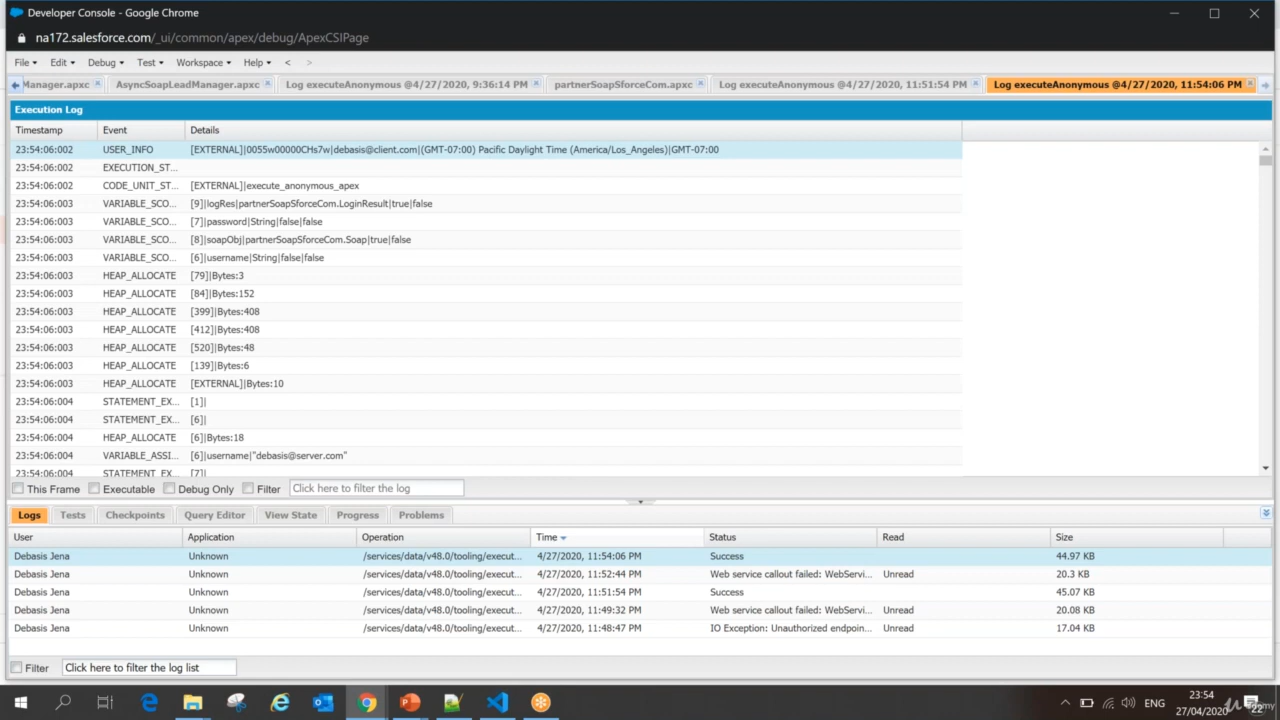 Developer Console - Google Chrome
na172.salesforce.com/_ui/common/apex/debug/ApexCSIPage
File Edit Debug Test Workspace Help < >
Manager.apxc AsyncSoapLeadManager.apxc Log executeAnonymous @4/27/2020, 9:36:14 PM partnerSoapSforceCom.apxc Log executeAnonymous @4/27/2020, 11:51:54 PM Log executeAnonymous @4/27/2020, 11:54:06 PM
Execution Log
Timestamp Event Details
23:54:06:002 USER_INFO [EXTERNAL]|0055w00000CHs7w|debasis@client.com|(GMT-07:00) Pacific Daylight Time (America/Los_Angeles)|GMT-07:00
23:54:06:002 EXECUTION_ST...
23:54:06:002 CODE_UNIT_ST... [EXTERNAL]|execute_anonymous_apex
23:54:06:003 VARIABLE_SCO... [9]|logRes|partnerSoapSforceCom.LoginResult|true|false
23:54:06:003 VARIABLE_SCO... [7]|password|String|false|false
23:54:06:003 VARIABLE_SCO... [8]|soapObj|partnerSoapSforceCom.Soap|true|false
23:54:06:003 VARIABLE_SCO... [6]|username|String|false|false
23:54:06:003 HEAP_ALLOCATE [79]|Bytes:3
23:54:06:003 HEAP_ALLOCATE [84]|Bytes:152
23:54:06:003 HEAP_ALLOCATE [399]|Bytes:408
23:54:06:003 HEAP_ALLOCATE [412]|Bytes:408
23:54:06:003 HEAP_ALLOCATE [520]|Bytes:48
23:54:06:003 HEAP_ALLOCATE [139]|Bytes:6
23:54:06:003 HEAP_ALLOCATE [EXTERNAL]|Bytes:10
23:54:06:004 STATEMENT_EX... [1]|
23:54:06:004 STATEMENT_EX... [6]|
23:54:06:004 HEAP_ALLOCATE [6]|Bytes:18
23:54:06:004 VARIABLE_ASSI... [6]|username|"debasis@server.com"
23:54:06:004 STATEMENT_EX... [7]|
This Frame Executable Debug Only Filter Click here to filter the log
Logs Tests Checkpoints Query Editor View State Progress Problems
User Application Operation Time Status Read Size
Debasis Jena Unknown /services/data/v48.0/tooling/execut... 4/27/2020, 11:54:06 PM Success 44.97 KB
Debasis Jena Unknown /services/data/v48.0/tooling/execut... 4/27/2020, 11:52:44 PM Web service callout failed: WebServi... Unread 20.3 KB
Debasis Jena Unknown /services/data/v48.0/tooling/execut... 4/27/2020, 11:51:54 PM Success 45.07 KB
Debasis Jena Unknown /services/data/v48.0/tooling/execut... 4/27/2020, 11:49:32 PM Web service callout failed: WebServi... Unread 20.08 KB
Debasis Jena Unknown /services/data/v48.0/tooling/execut... 4/27/2020, 11:48:47 PM IO Exception: Unauthorized endpoin... Unread 17.04 KB
Filter Click here to filter the log list
ENG
23:54
27/04/2020
22